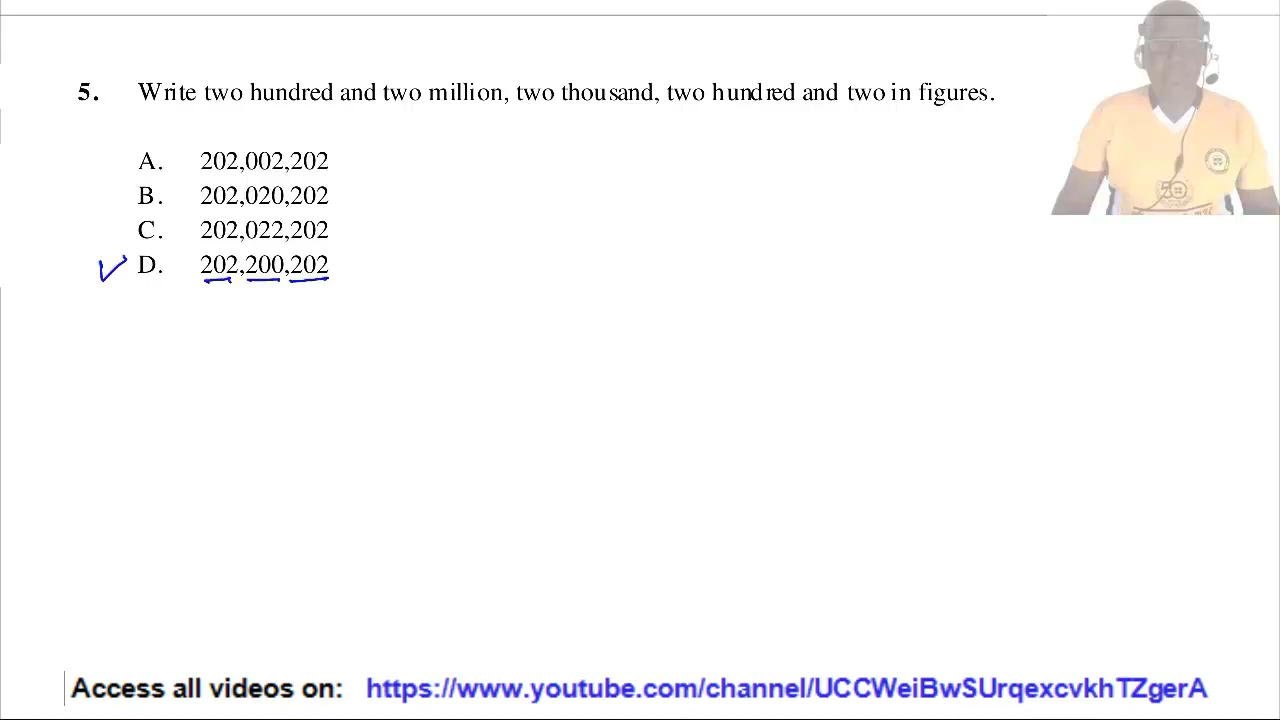 5. Write two hundred and two million, two thousand, two hundred and two in figures.
A. 202,002,202
B. 202,020,202
C. 202,022,202
D. 202,200,202
Access all videos on: https://www.youtube.com/channel/UCCWeiBwSUrqexcvkhTZgerA